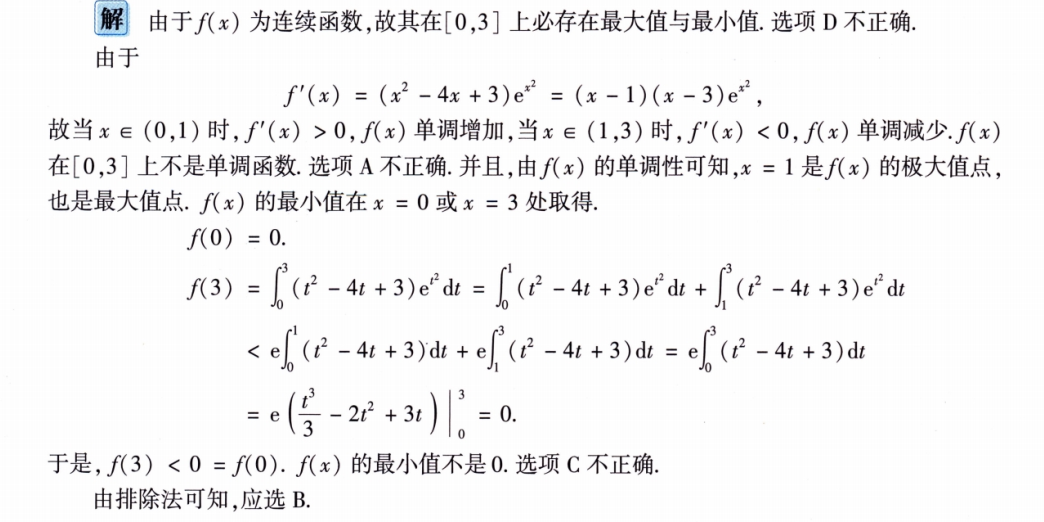 解 由于 f(x) 为连续函数,故其在[0,3]上必存在最大值与最小值. 选项 D 不正确.
由于
f′(x) = (x² − 4x + 3)e^{x²} = (x − 1)(x − 3)e^{x²},
故当 x ∈ (0,1) 时, f′(x) > 0, f(x) 单调增加,当 x ∈ (1,3) 时, f′(x) < 0, f(x) 单调减少. f(x)
在[0,3]上不是单调函数. 选项 A 不正确. 并且,由 f(x) 的单调性可知, x = 1 是 f(x) 的极大值点,
也是最大值点. f(x) 的最小值在 x = 0 或 x = 3 处取得.
f(0) = 0.
f(3) = ∫₀³ (t² − 4t + 3)e^{t²}dt = ∫₀¹ (t² − 4t + 3)e^{t²}dt + ∫₁³ (t² − 4t + 3)e^{t²}dt
< e∫₀¹ (t² − 4t + 3)dt + e∫₁³ (t² − 4t + 3)dt = e∫₀³ (t² − 4t + 3)dt
= e(t³/3 − 2t² + 3t)|₀³ = 0.
于是, f(3) < 0 = f(0). f(x) 的最小值不是 0. 选项 C 不正确.
由排除法可知,应选 B.